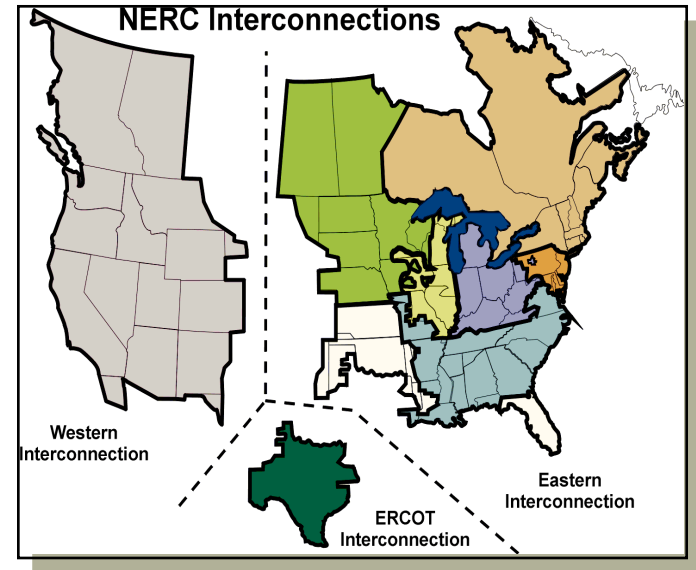 NERC Interconnections
Western
Interconnection
ERCOT
Interconnection
Eastern
Interconnection